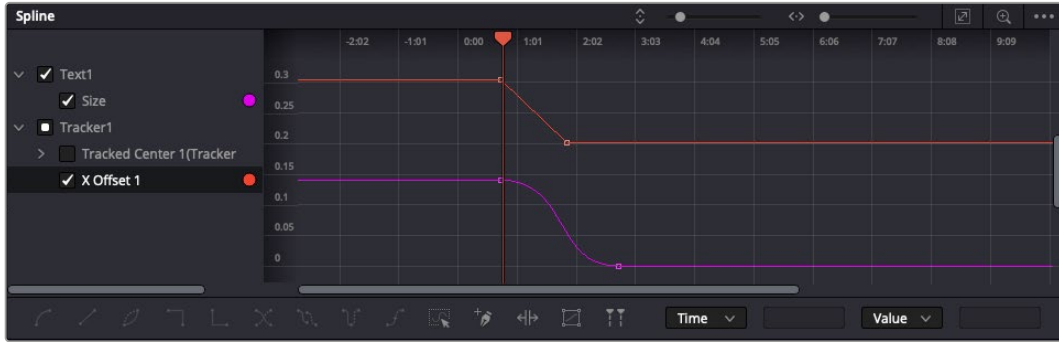 Spline
-2:02 -1:01 0:00 1:01 2:02 3:03 4:04 5:05 6:06 7:07 8:08 9:09
Text1
Size
Tracker1
Tracked Center 1(Tracker
X Offset 1
0.3
0.25
0.2
0.15
0.1
0.05
0
Time
Value